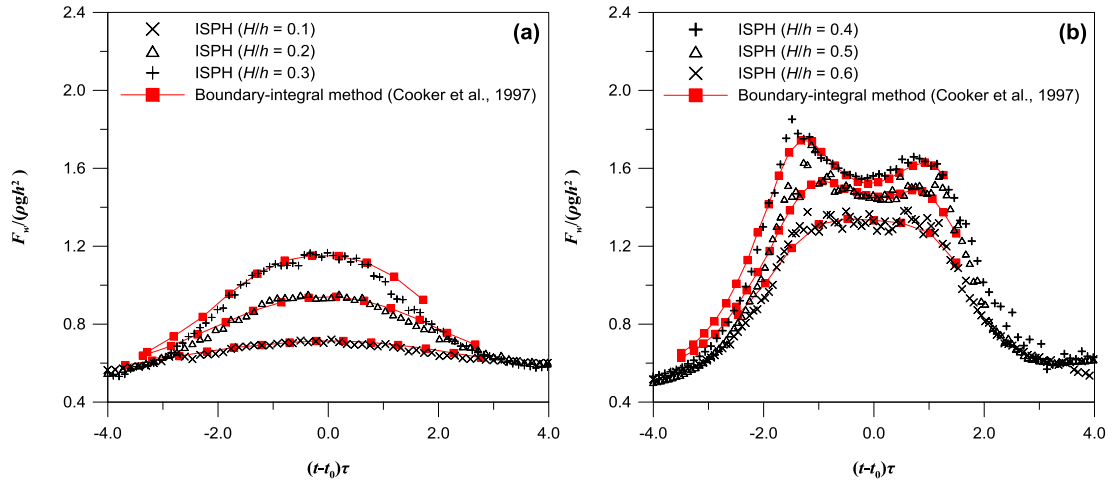 2.4
2.0
1.6
1.2
0.8
0.4
F_w/(ρgh²)
ISPH (H/h = 0.1)
ISPH (H/h = 0.2)
ISPH (H/h = 0.3)
Boundary-integral method (Cooker et al., 1997)
(a)
-4.0 -2.0 0.0 2.0 4.0
(t-t₀)τ
2.4
2.0
1.6
1.2
0.8
0.4
F_w/(ρgh²)
ISPH (H/h = 0.4)
ISPH (H/h = 0.5)
ISPH (H/h = 0.6)
Boundary-integral method (Cooker et al., 1997)
(b)
-4.0 -2.0 0.0 2.0 4.0
(t-t₀)τ